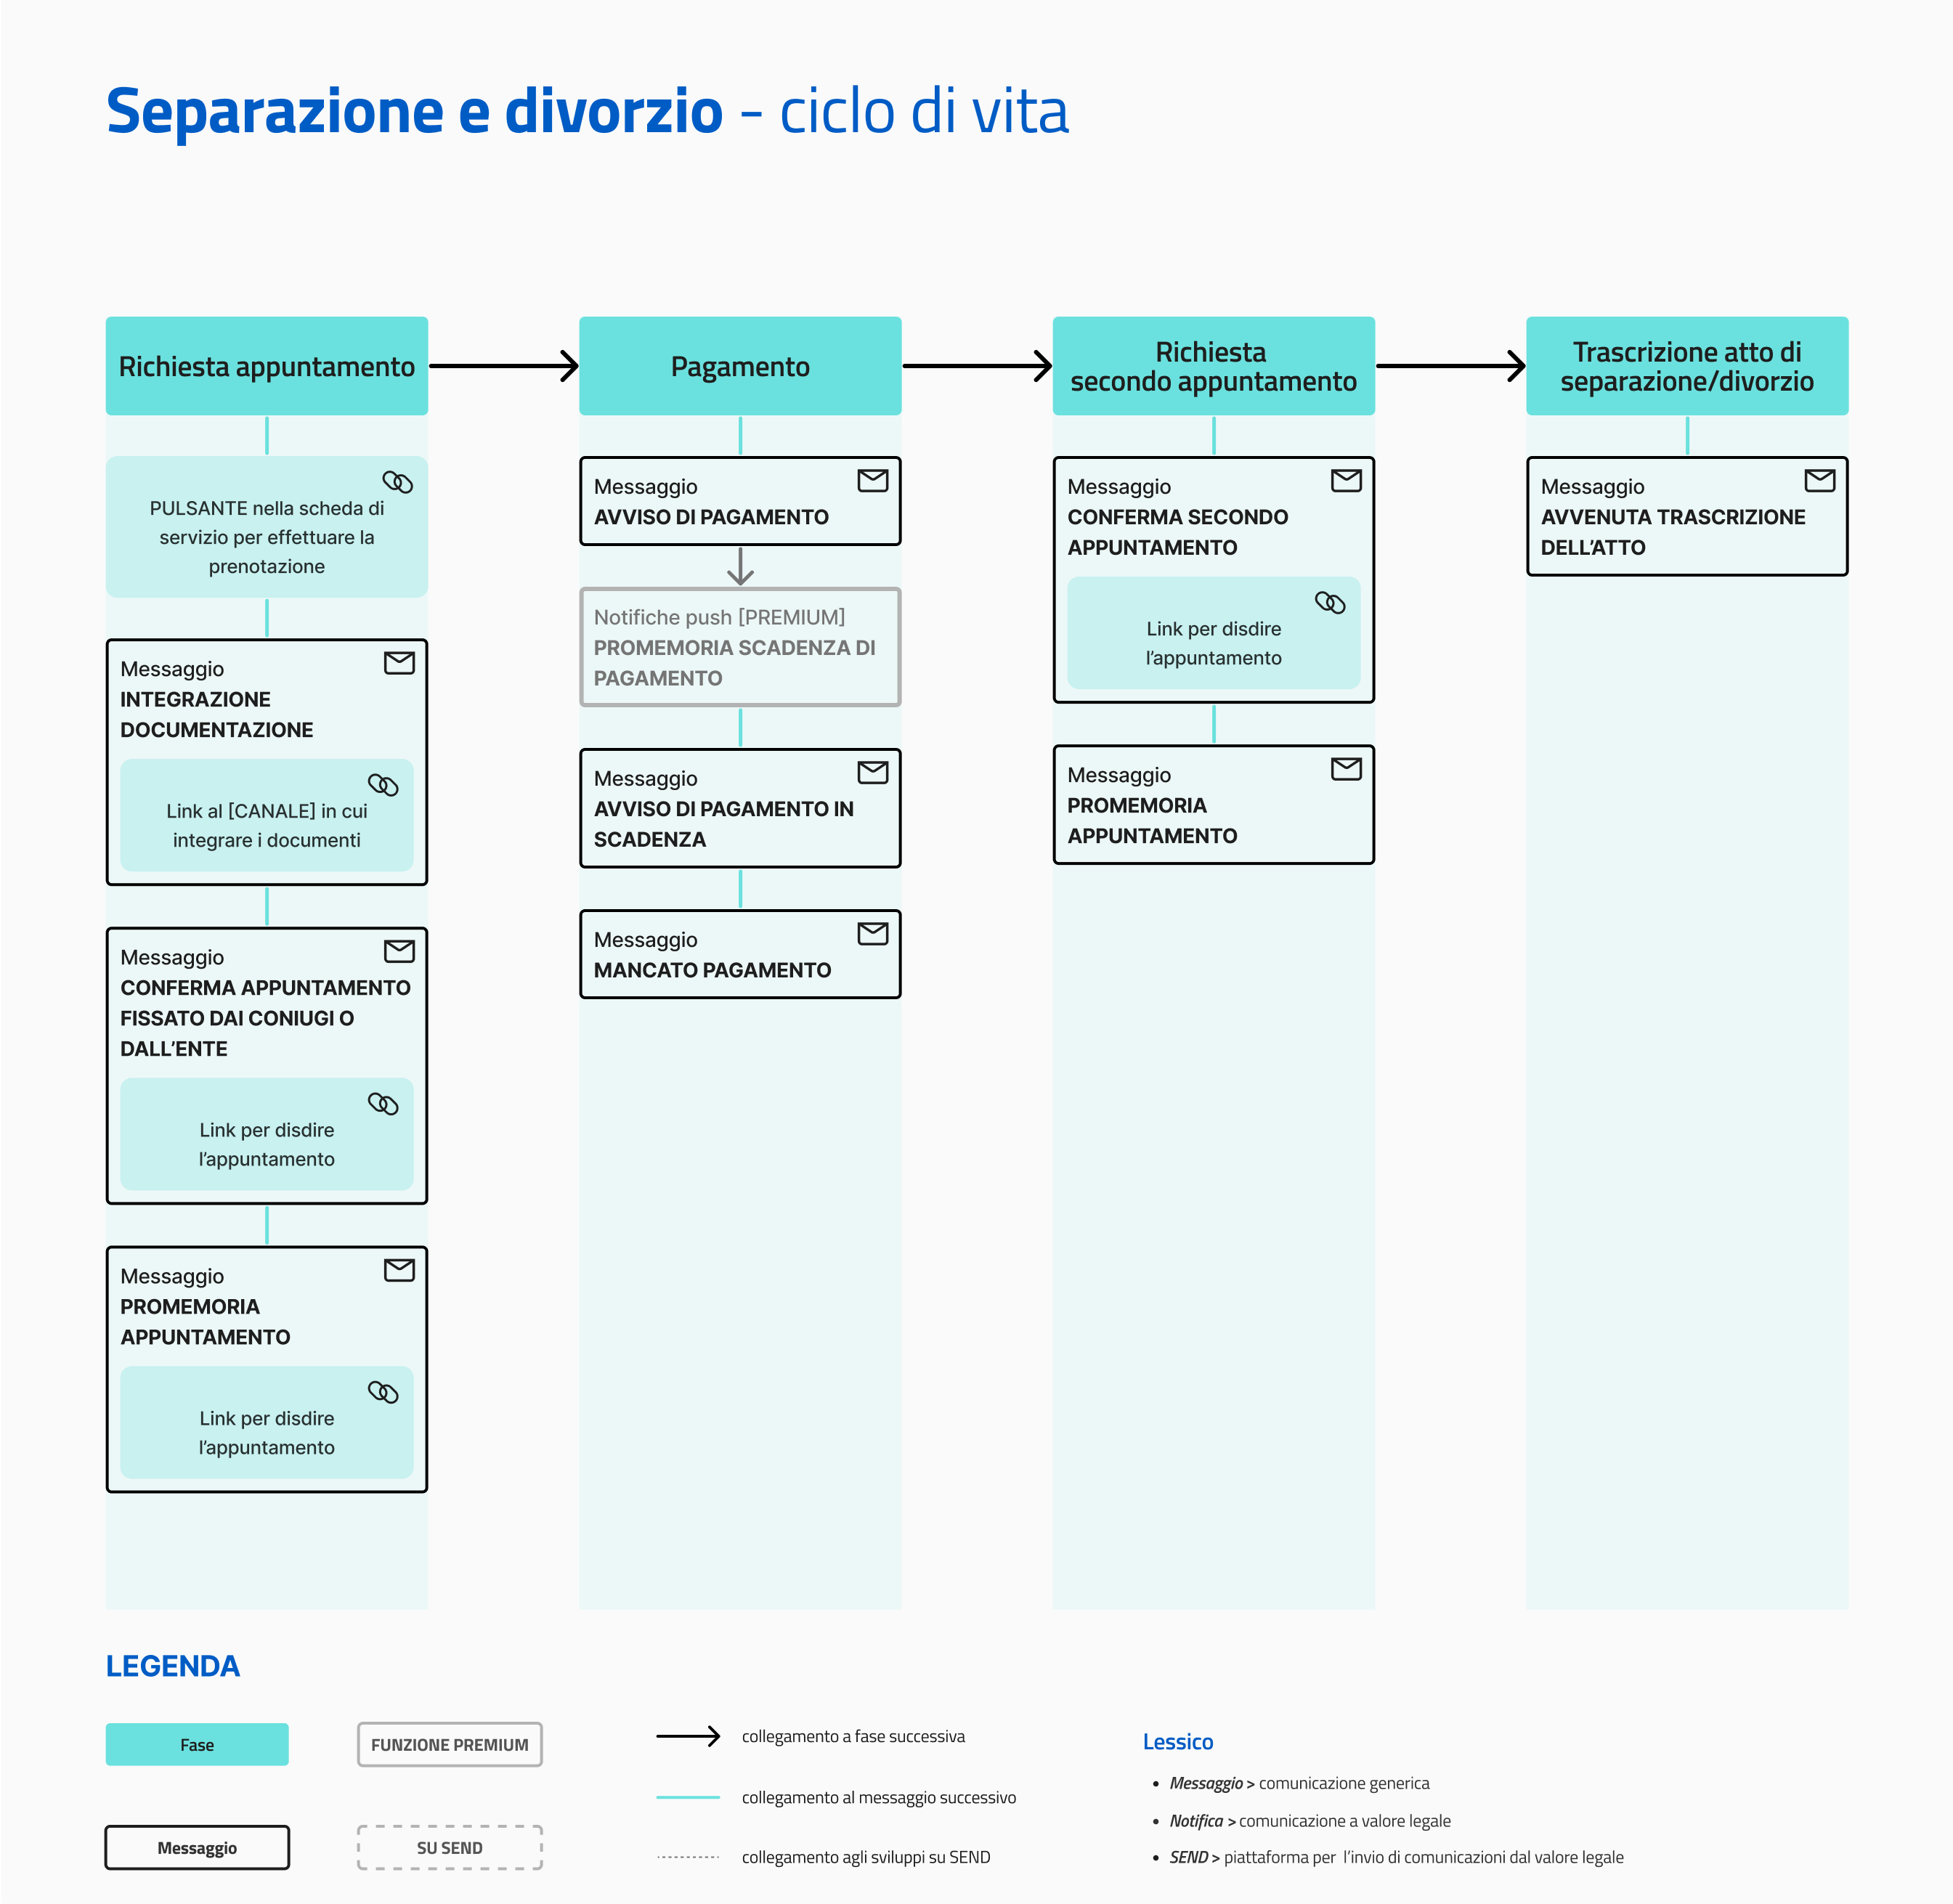 Separazione e divorzio - ciclo di vita
Richiesta appuntamento
PULSANTE nella scheda di
servizio per effettuare la
prenotazione
Messaggio
INTEGRAZIONE
DOCUMENTAZIONE
Link al [CANALE] in cui
integrare i documenti
Messaggio
CONFERMA APPUNTAMENTO
FISSATO DAI CONIUGI O
DALL’ENTE
Link per disdire
l’appuntamento
Messaggio
PROMEMORIA
APPUNTAMENTO
Link per disdire
l’appuntamento
Pagamento
Messaggio
AVVISO DI PAGAMENTO
Notifiche push [PREMIUM]
PROMEMORIA SCADENZA DI
PAGAMENTO
Messaggio
AVVISO DI PAGAMENTO IN
SCADENZA
Messaggio
MANCATO PAGAMENTO
Richiesta
secondo appuntamento
Messaggio
CONFERMA SECONDO
APPUNTAMENTO
Link per disdire
l’appuntamento
Messaggio
PROMEMORIA
APPUNTAMENTO
Trascrizione atto di
separazione/divorzio
Messaggio
AVVENUTA TRASCRIZIONE
DELL’ATTO
LEGENDA
Fase
Messaggio
FUNZIONE PREMIUM
SU SEND
collegamento a fase successiva
collegamento al messaggio successivo
collegamento agli sviluppi su SEND
Lessico
• Messaggio > comunicazione generica
• Notifica > comunicazione a valore legale
• SEND > piattaforma per l’invio di comunicazioni dal valore legale